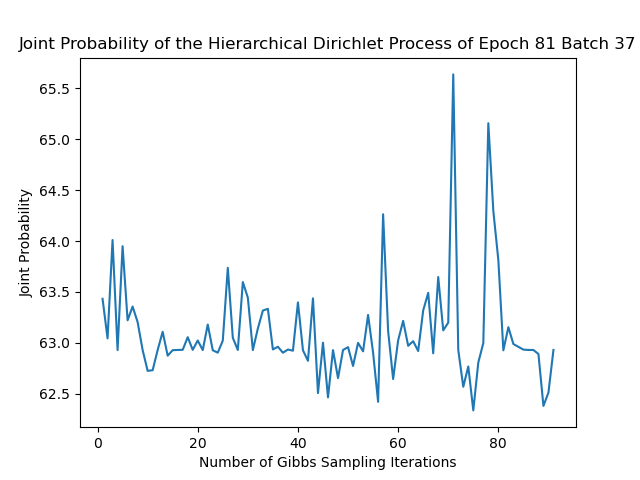 Joint Probability of the Hierarchical Dirichlet Process of Epoch 81 Batch 37
65.5
65.0
64.5
64.0
63.5
63.0
62.5
Joint Probability
0 20 40 60 80
Number of Gibbs Sampling Iterations